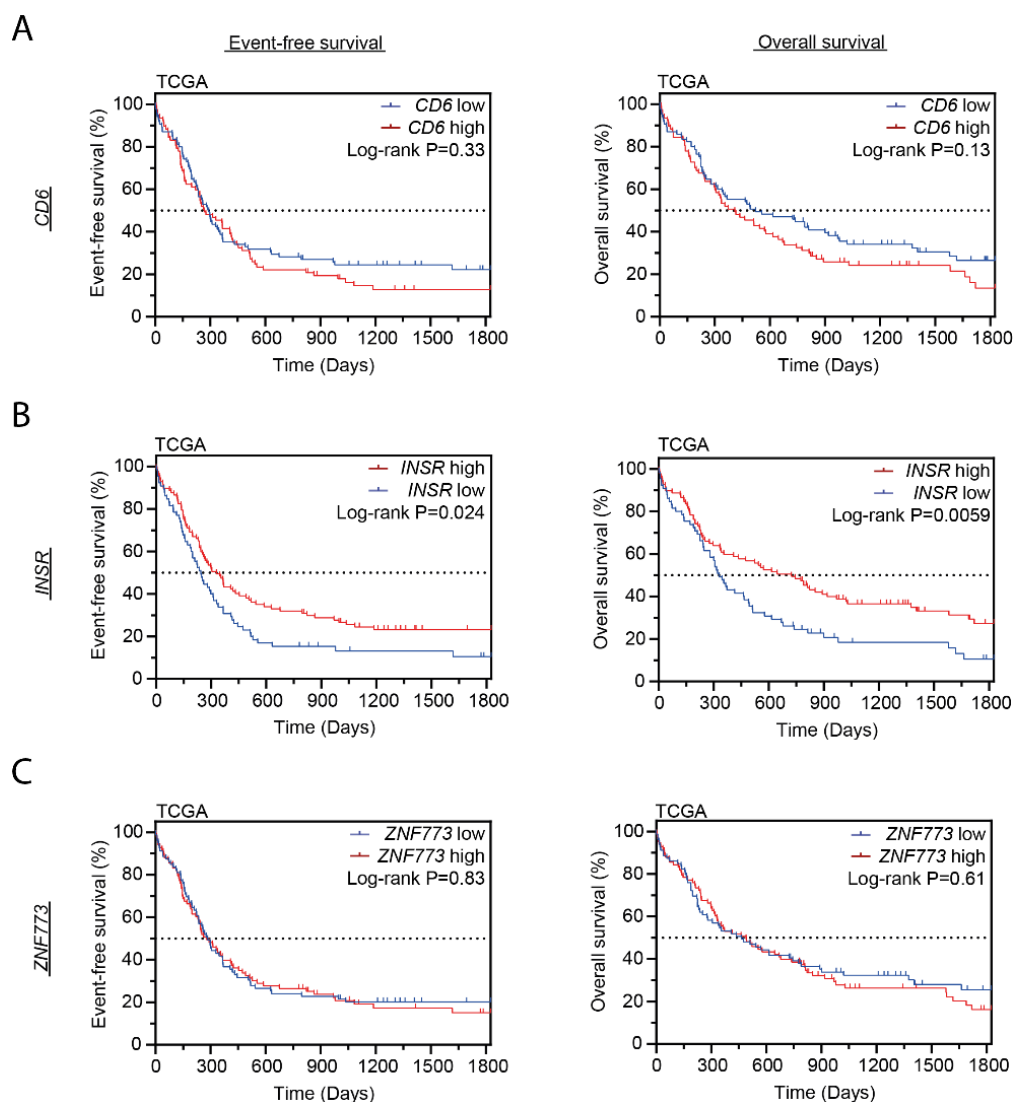 A
Event-free survival
Overall survival
CD6
TCGA
CD6 low
CD6 high
Log-rank P=0.33
Event-free survival (%)
100
80
60
40
20
0
0 300 600 900 1200 1500 1800
Time (Days)
TCGA
CD6 low
CD6 high
Log-rank P=0.13
Overall survival (%)
100
80
60
40
20
0
0 300 600 900 1200 1500 1800
Time (Days)
B
INSR
TCGA
INSR high
INSR low
Log-rank P=0.024
Event-free survival (%)
100
80
60
40
20
0
0 300 600 900 1200 1500 1800
Time (Days)
TCGA
INSR high
INSR low
Log-rank P=0.0059
Overall survival (%)
100
80
60
40
20
0
0 300 600 900 1200 1500 1800
Time (Days)
C
ZNF773
TCGA
ZNF773 low
ZNF773 high
Log-rank P=0.83
Event-free survival (%)
100
80
60
40
20
0
0 300 600 900 1200 1500 1800
Time (Days)
TCGA
ZNF773 low
ZNF773 high
Log-rank P=0.61
Overall survival (%)
100
80
60
40
20
0
0 300 600 900 1200 1500 1800
Time (Days)